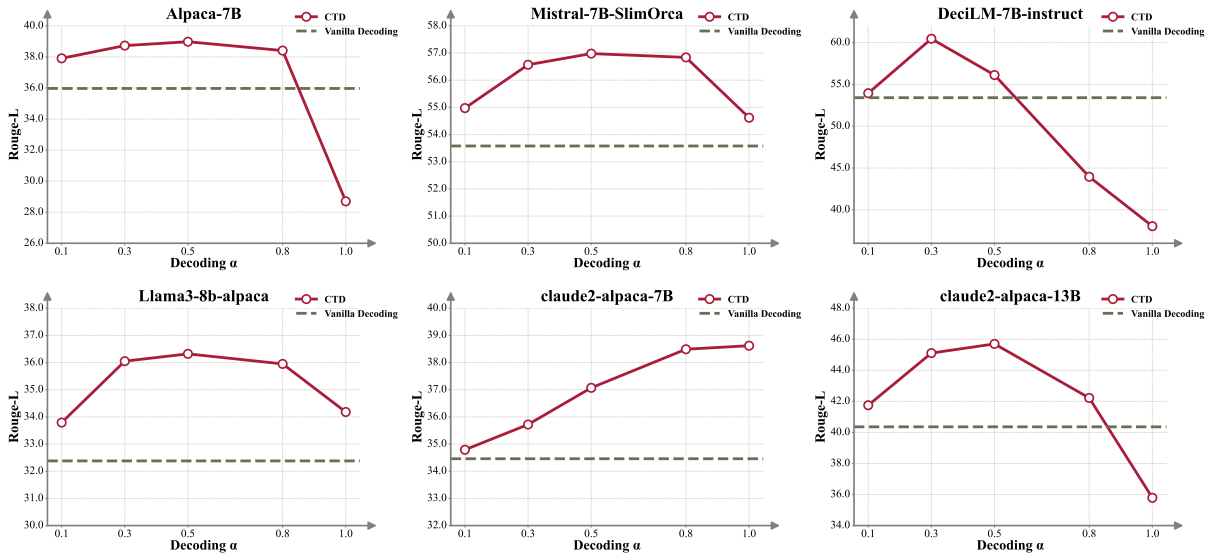 Alpaca-7B
CTD
Vanilla Decoding
Rouge-L
40.0
38.0
36.0
34.0
32.0
30.0
28.0
26.0
0.1 0.3 0.5 0.8 1.0
Decoding α
Mistral-7B-SlimOrca
CTD
Vanilla Decoding
Rouge-L
58.0
57.0
56.0
55.0
54.0
53.0
52.0
51.0
50.0
0.1 0.3 0.5 0.8 1.0
Decoding α
DeciLM-7B-instruct
CTD
Vanilla Decoding
Rouge-L
60.0
55.0
50.0
45.0
40.0
0.1 0.3 0.5 0.8 1.0
Decoding α
Llama3-8b-alpaca
CTD
Vanilla Decoding
Rouge-L
38.0
37.0
36.0
35.0
34.0
33.0
32.0
31.0
30.0
0.1 0.3 0.5 0.8 1.0
Decoding α
claude2-alpaca-7B
CTD
Vanilla Decoding
Rouge-L
40.0
39.0
38.0
37.0
36.0
35.0
34.0
33.0
32.0
0.1 0.3 0.5 0.8 1.0
Decoding α
claude2-alpaca-13B
CTD
Vanilla Decoding
Rouge-L
48.0
46.0
44.0
42.0
40.0
38.0
36.0
34.0
0.1 0.3 0.5 0.8 1.0
Decoding α